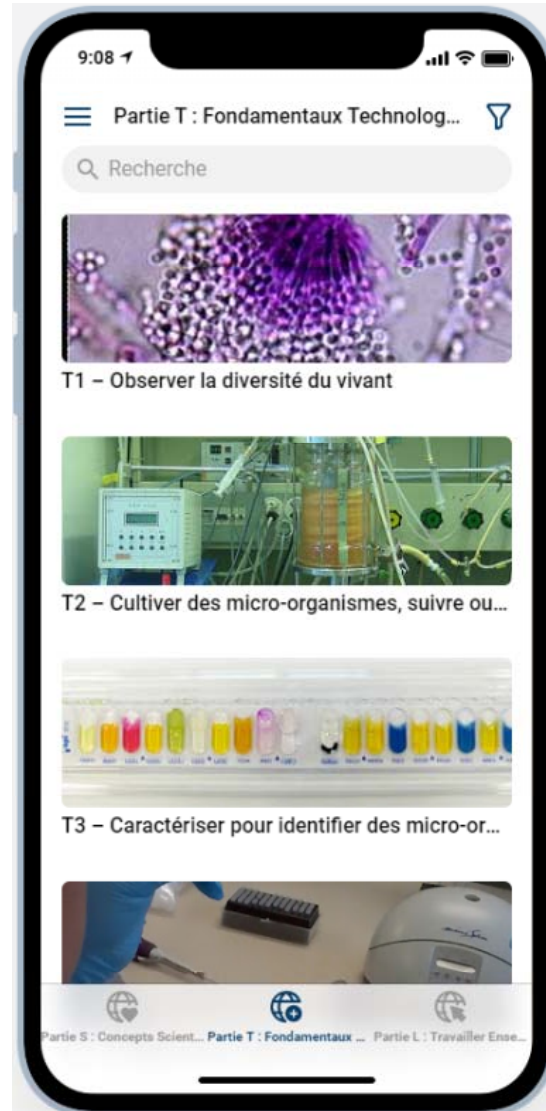 9:08
Partie T : Fondamentaux Technolog...
Recherche
T1 – Observer la diversité du vivant
T2 – Cultiver des micro-organismes, suivre ou...
T3 – Caractériser pour identifier des micro-or...
Partie S : Concepts Scient... Partie T : Fondamentaux ... Partie L : Travailler Ense...